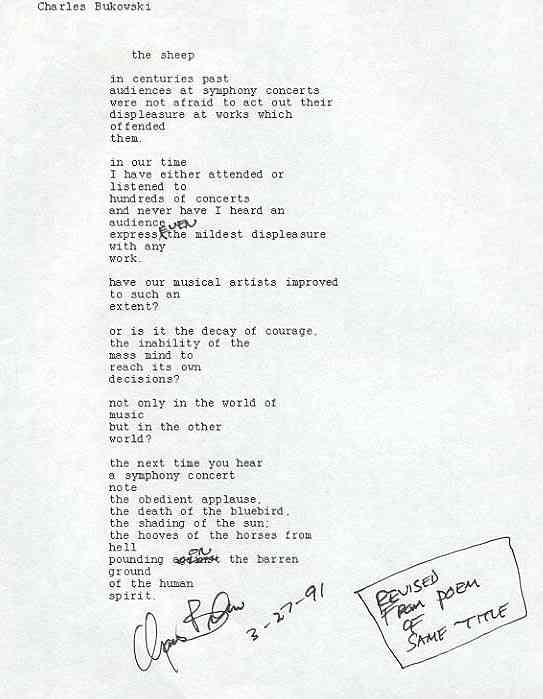 Charles Bukowski
the sheep
in centuries past
audiences at symphony concerts
were not afraid to act out their
displeasure at works which
offended
them.
in our time
I have either attended or
listened to
hundreds of concerts
and never have I heard an
audience
EVEN
express the mildest displeasure
with any
work.
have our musical artists improved
to such an
extent?
or is it the decay of courage,
the inability of the
mass mind to
reach its own
decisions?
not only in the world of
music
but in the other
world?
the next time you hear
a symphony concert
note
the obedient applause,
the death of the bluebird,
the shading of the sun;
the hooves of the horses from
hell
ON
pounding against the barren
ground
of the human
spirit.
3-27-91
REVISED
FROM POEM
OF
SAME TITLE